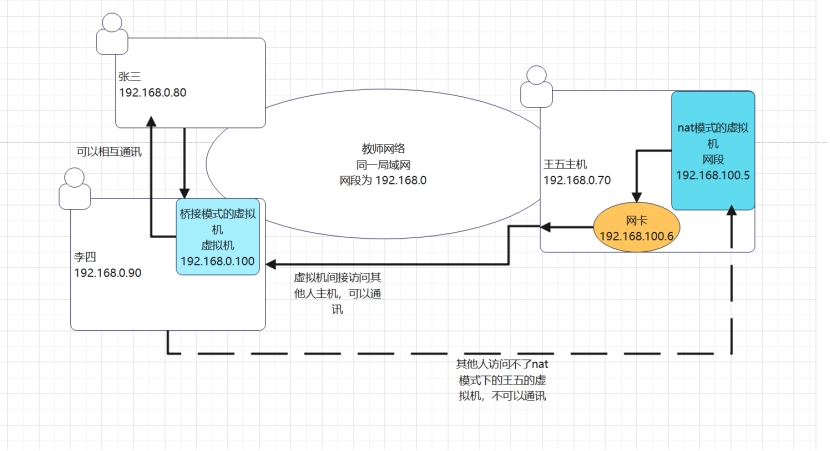 张三
192.168.0.80
可以相互通讯
教师网络
同一局域网
网段为 192.168.0
王五主机
192.168.0.70
nat模式的虚拟
机
网段
192.168.100.5
网卡
192.168.100.6
桥接模式的虚拟
机
虚拟机
192.168.0.100
李四
192.168.0.90
虚拟机间接访问其
他人主机，可以通
讯
其他人访问不了nat
模式下的王五的虚
拟机，不可以通讯